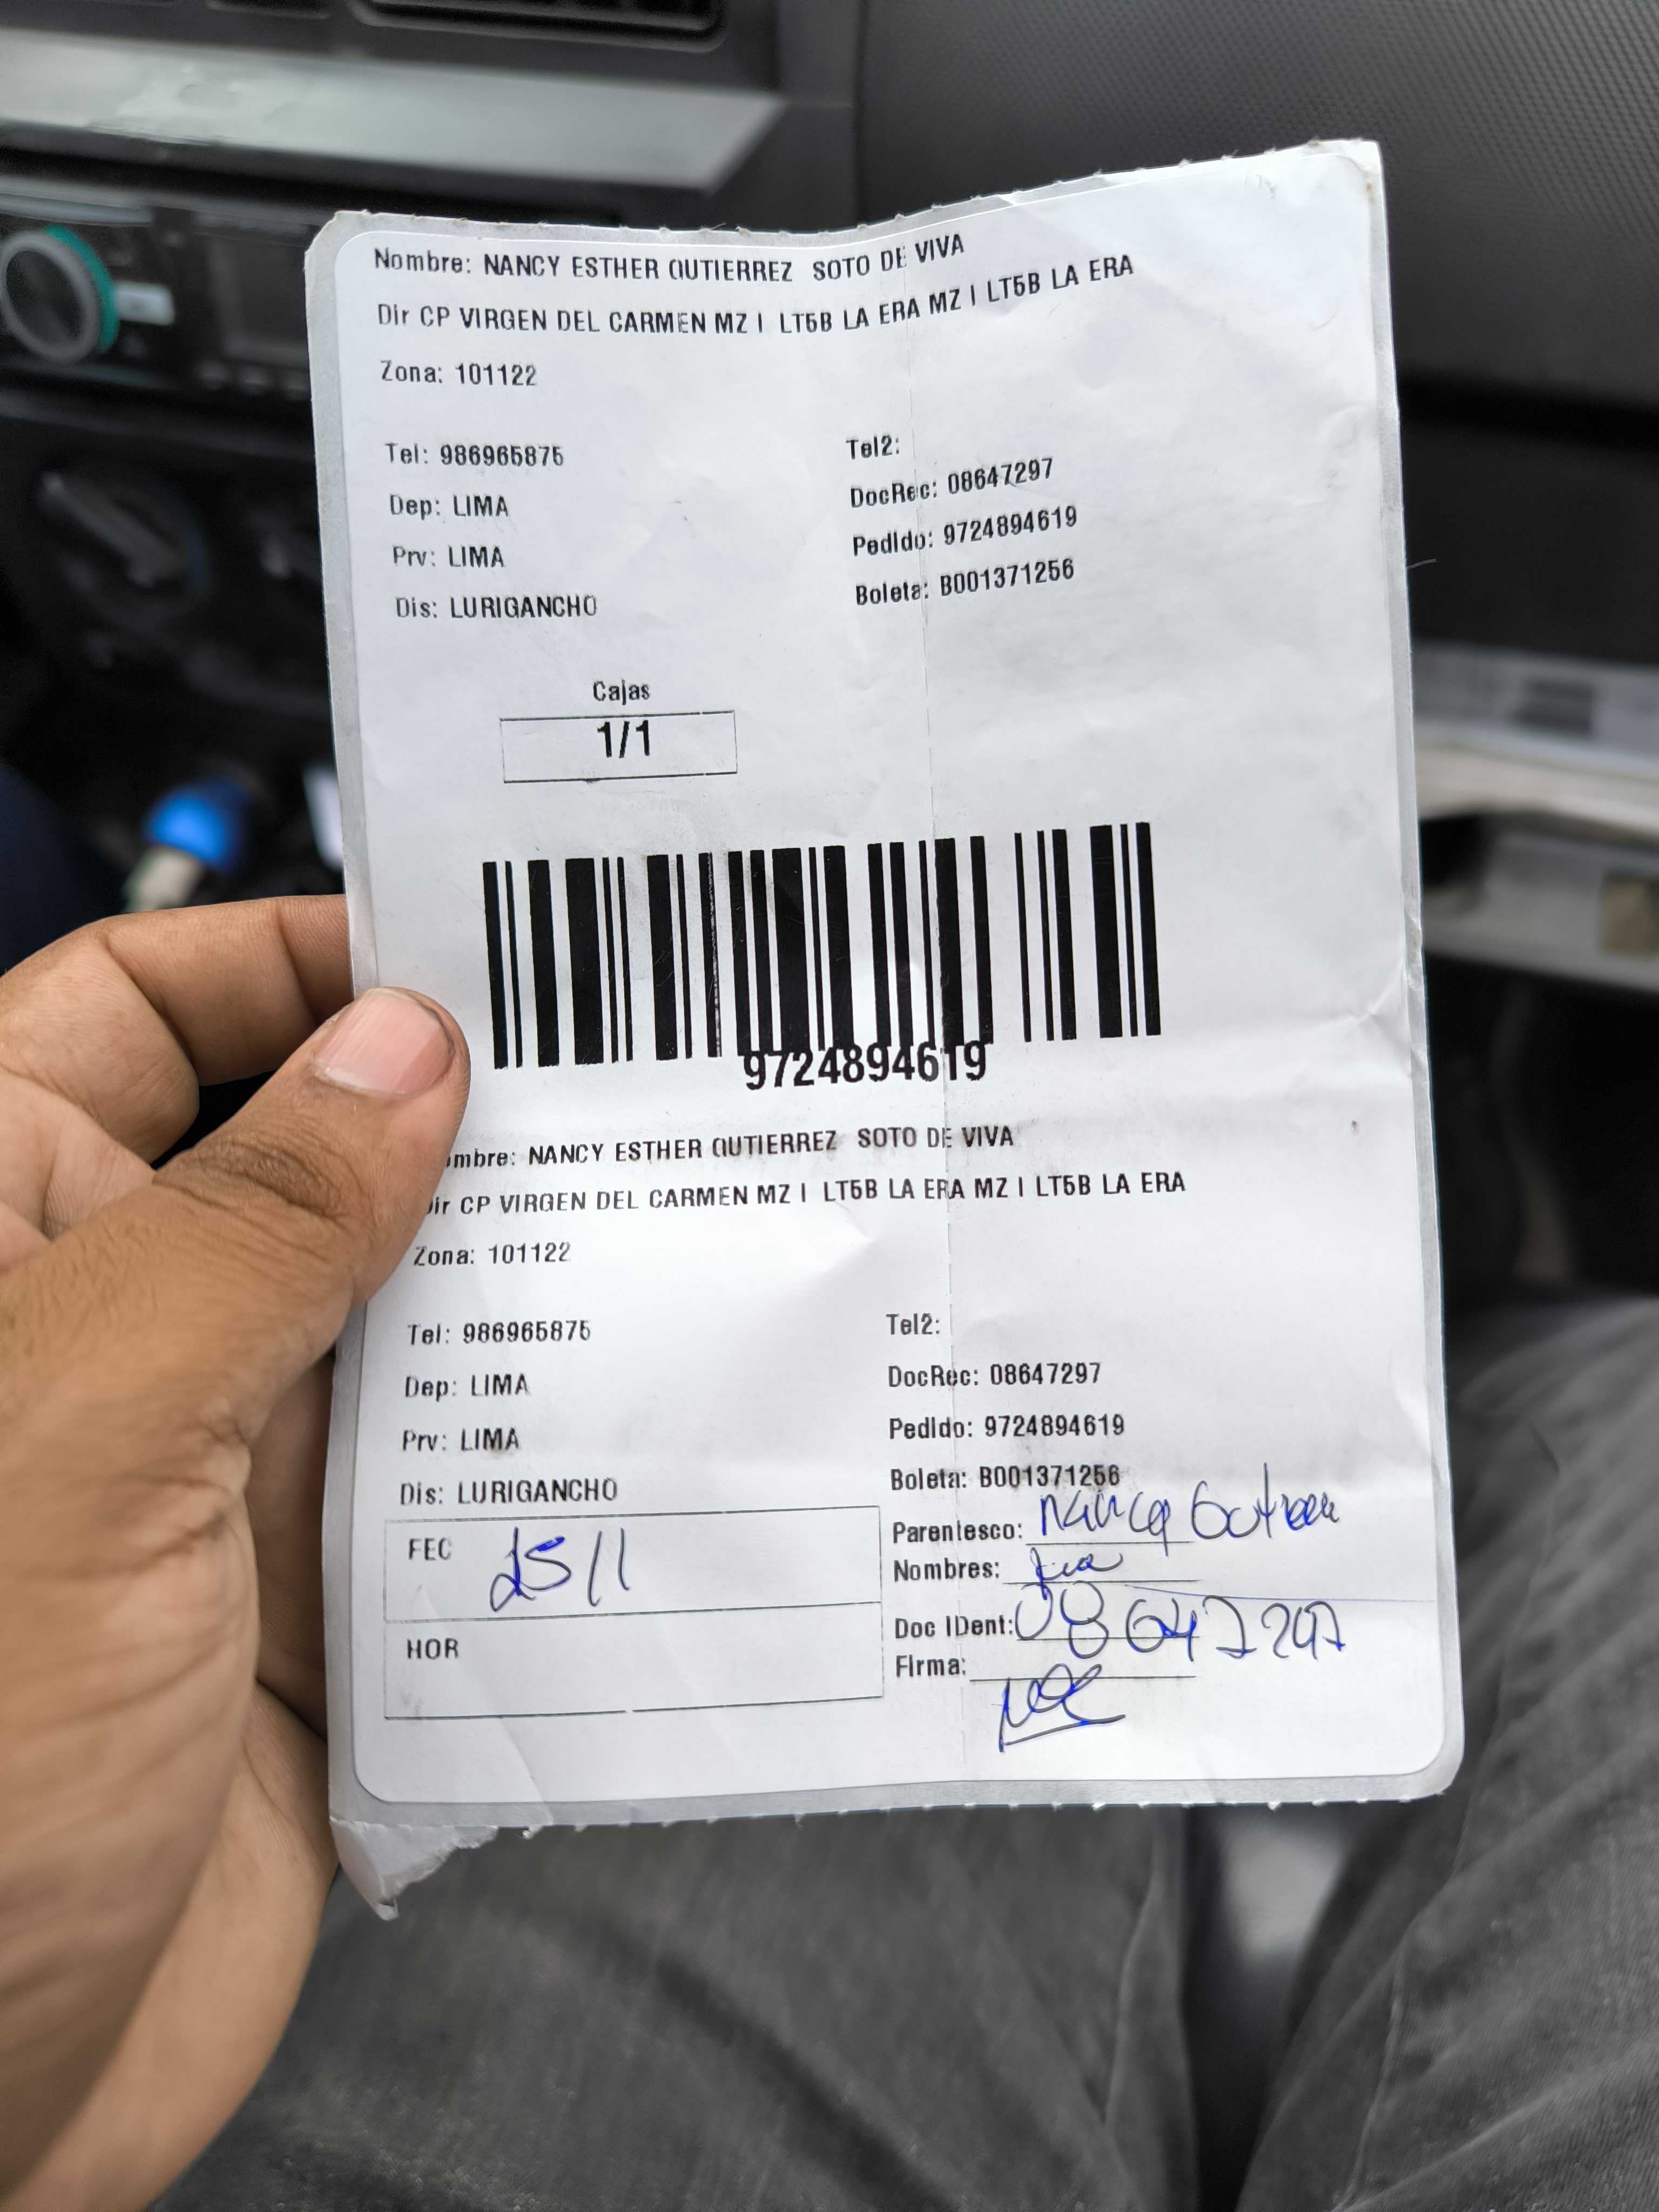 Nombre: NANCY ESTHER GUTIERREZ SOTO DE VIVA
Dir CP VIRGEN DEL CARMEN MZ I LT5B LA ERA MZ I LT5B LA ERA
Zona: 101122
Tel: 986965875 Tel2:
Dep: LIMA DocRec: 08647297
Prv: LIMA Pedido: 9724894619
Dis: LURIGANCHO Boleta: B001371256
Cajas
1/1
9724894619
ombre: NANCY ESTHER GUTIERREZ SOTO DE VIVA
Dir CP VIRGEN DEL CARMEN MZ I LT5B LA ERA MZ I LT5B LA ERA
Zona: 101122
Tel: 986965875 Tel2:
Dep: LIMA DocRec: 08647297
Prv: LIMA Pedido: 9724894619
Dis: LURIGANCHO Boleta: B001371256
FEC 25/1 Parentesco: Nancy
Nombres:
HOR Doc IDent: 08647297
Firma: